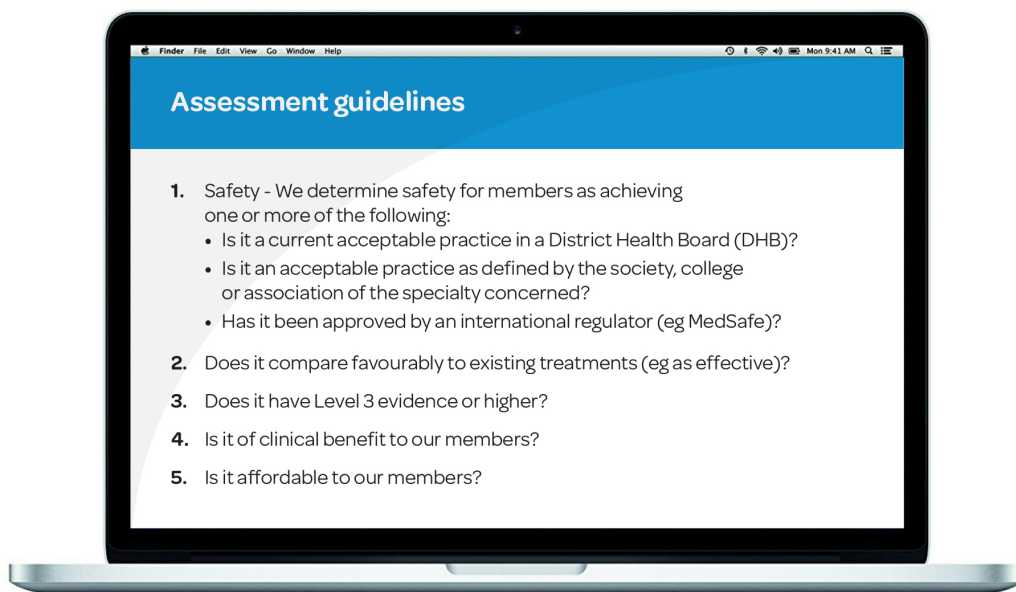 Finder File Edit View Go Window Help Mon 9:41 AM
Assessment guidelines
1. Safety - We determine safety for members as achieving
one or more of the following:
• Is it a current acceptable practice in a District Health Board (DHB)?
• Is it an acceptable practice as defined by the society, college
or association of the specialty concerned?
• Has it been approved by an international regulator (eg MedSafe)?
2. Does it compare favourably to existing treatments (eg as effective)?
3. Does it have Level 3 evidence or higher?
4. Is it of clinical benefit to our members?
5. Is it affordable to our members?